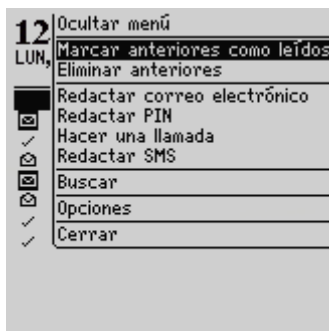 12
LUN,
Ocultar menú
Marcar anteriores como leídos
Eliminar anteriores
Redactar correo electrónico
Redactar PIN
Hacer una llamada
Redactar SMS
Buscar
Opciones
Cerrar